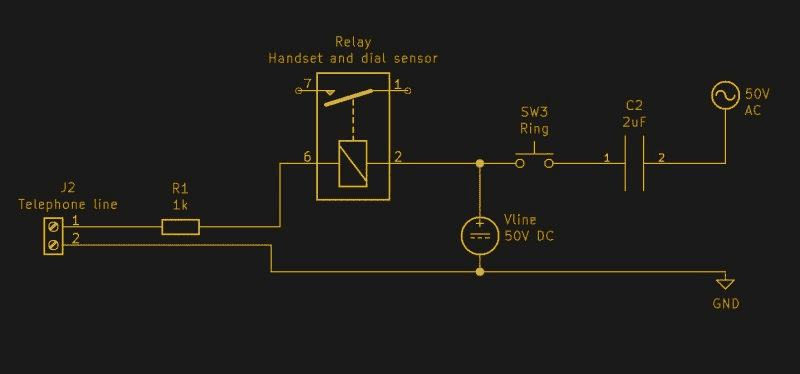 Relay
Handset and dial sensor
7
1
SW3
Ring
C2
2uF
50V
AC
6
2
1
2
J2
Telephone line
R1
1k
1
2
+
Vline
50V DC
GND